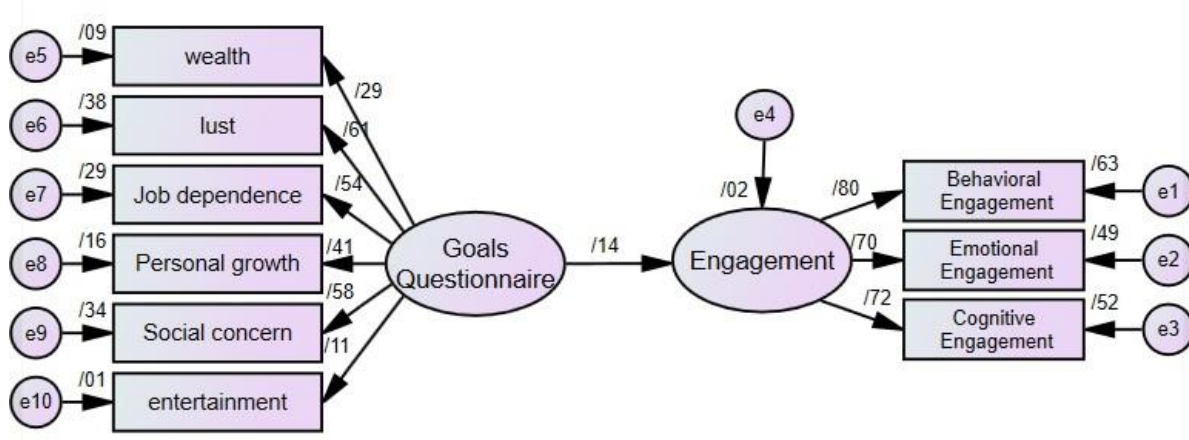 e5
/09
wealth
/29
e6
/38
lust
/61
e7
/29
Job dependence
/54
e8
/16
Personal growth
/41
e9
/34
Social concern
/58
e10
/01
entertainment
/11
Goals
Questionnaire
/14
e4
/02
Engagement
/80
Behavioral
Engagement
/63
e1
/70
Emotional
Engagement
/49
e2
/72
Cognitive
Engagement
/52
e3